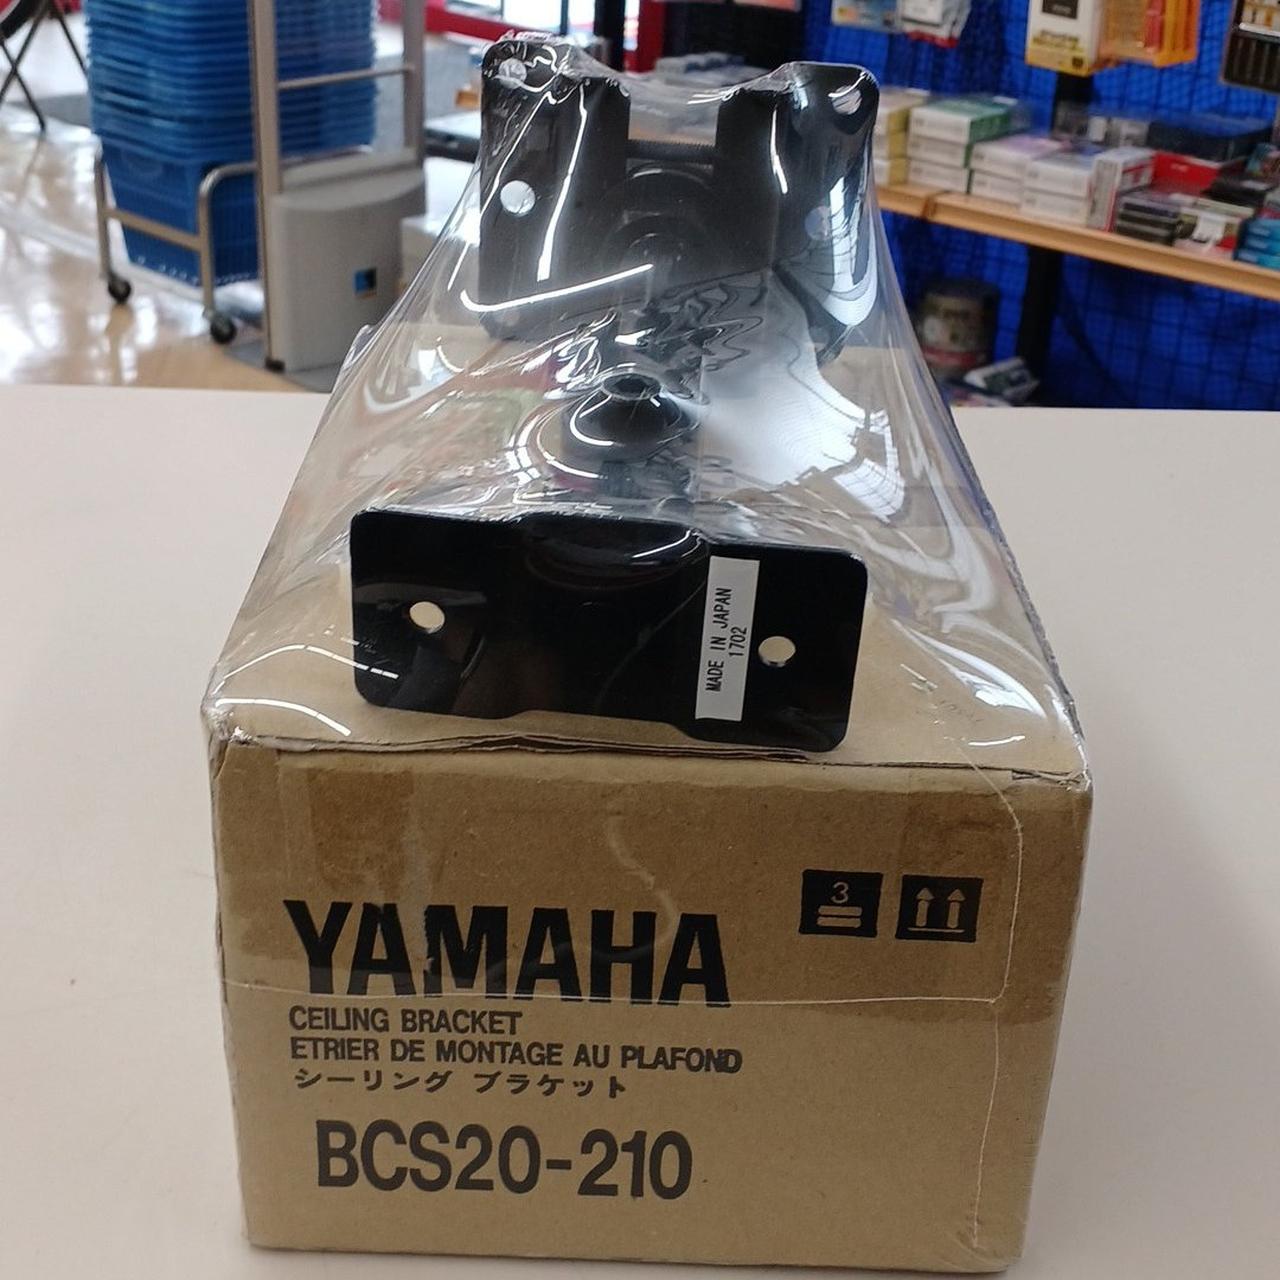 MADE IN JAPAN
1702
3
YAMAHA
CEILING BRACKET
ETRIER DE MONTAGE AU PLAFOND
シーリング ブラケット
BCS20-210